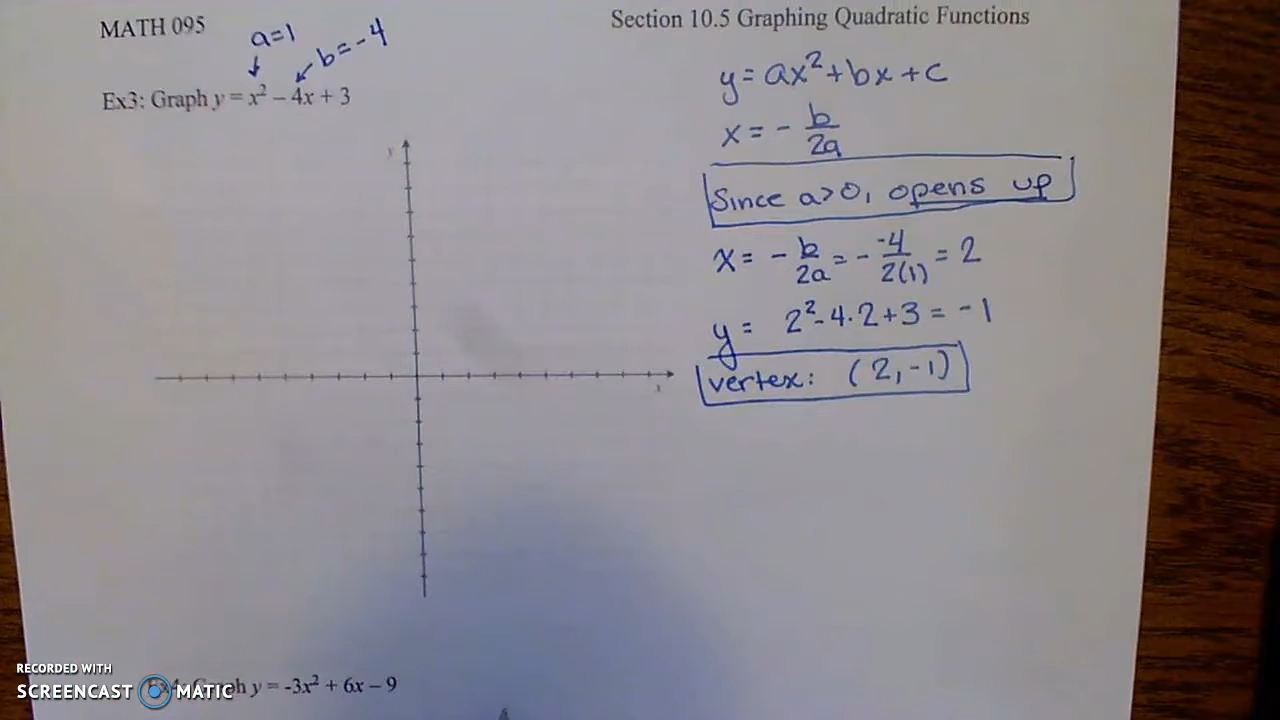 MATH 095
Section 10.5 Graphing Quadratic Functions
a=1
b=-4
Ex3: Graph y = x² – 4x + 3
y
x
y = ax² + bx + c
x = - b/2a
Since a>0, opens up
x = - b/2a = - -4/2(1) = 2
y = 2² - 4·2 + 3 = -1
vertex: (2, -1)
RECORDED WITH
SCREENCAST MATIC
Ex4: Graph y = -3x² + 6x – 9